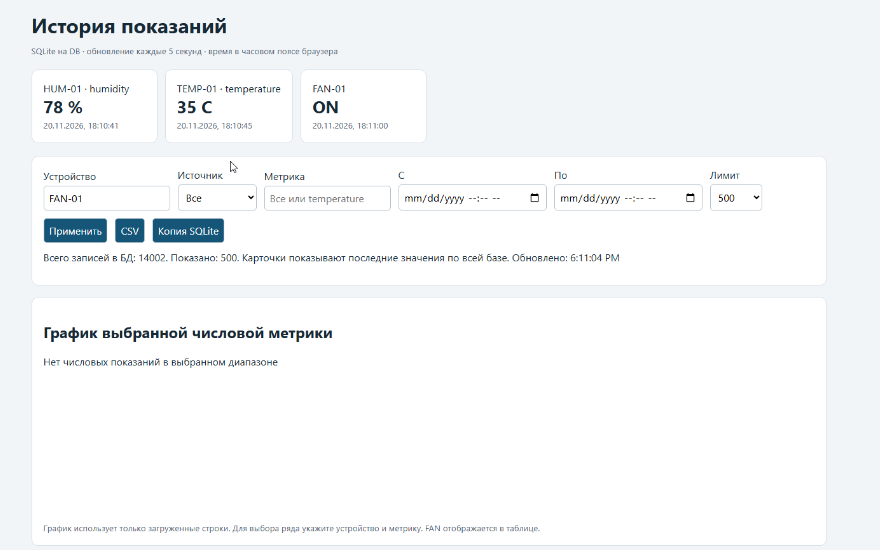 История показаний
SQLite на DB · обновление каждые 5 секунд · время в часовом поясе браузера
HUM-01 · humidity
78 %
20.11.2026, 18:10:41
TEMP-01 · temperature
35 C
20.11.2026, 18:10:45
FAN-01
ON
20.11.2026, 18:11:00
Устройство
FAN-01
Источник
Все
Метрика
Все или temperature
С
mm/dd/yyyy --:-- --
По
mm/dd/yyyy --:-- --
Лимит
500
Применить
CSV
Копия SQLite
Всего записей в БД: 14002. Показано: 500. Карточки показывают последние значения по всей базе. Обновлено: 6:11:04 PM
График выбранной числовой метрики
Нет числовых показаний в выбранном диапазоне
График использует только загруженные строки. Для выбора ряда укажите устройство и метрику. FAN отображается в таблице.